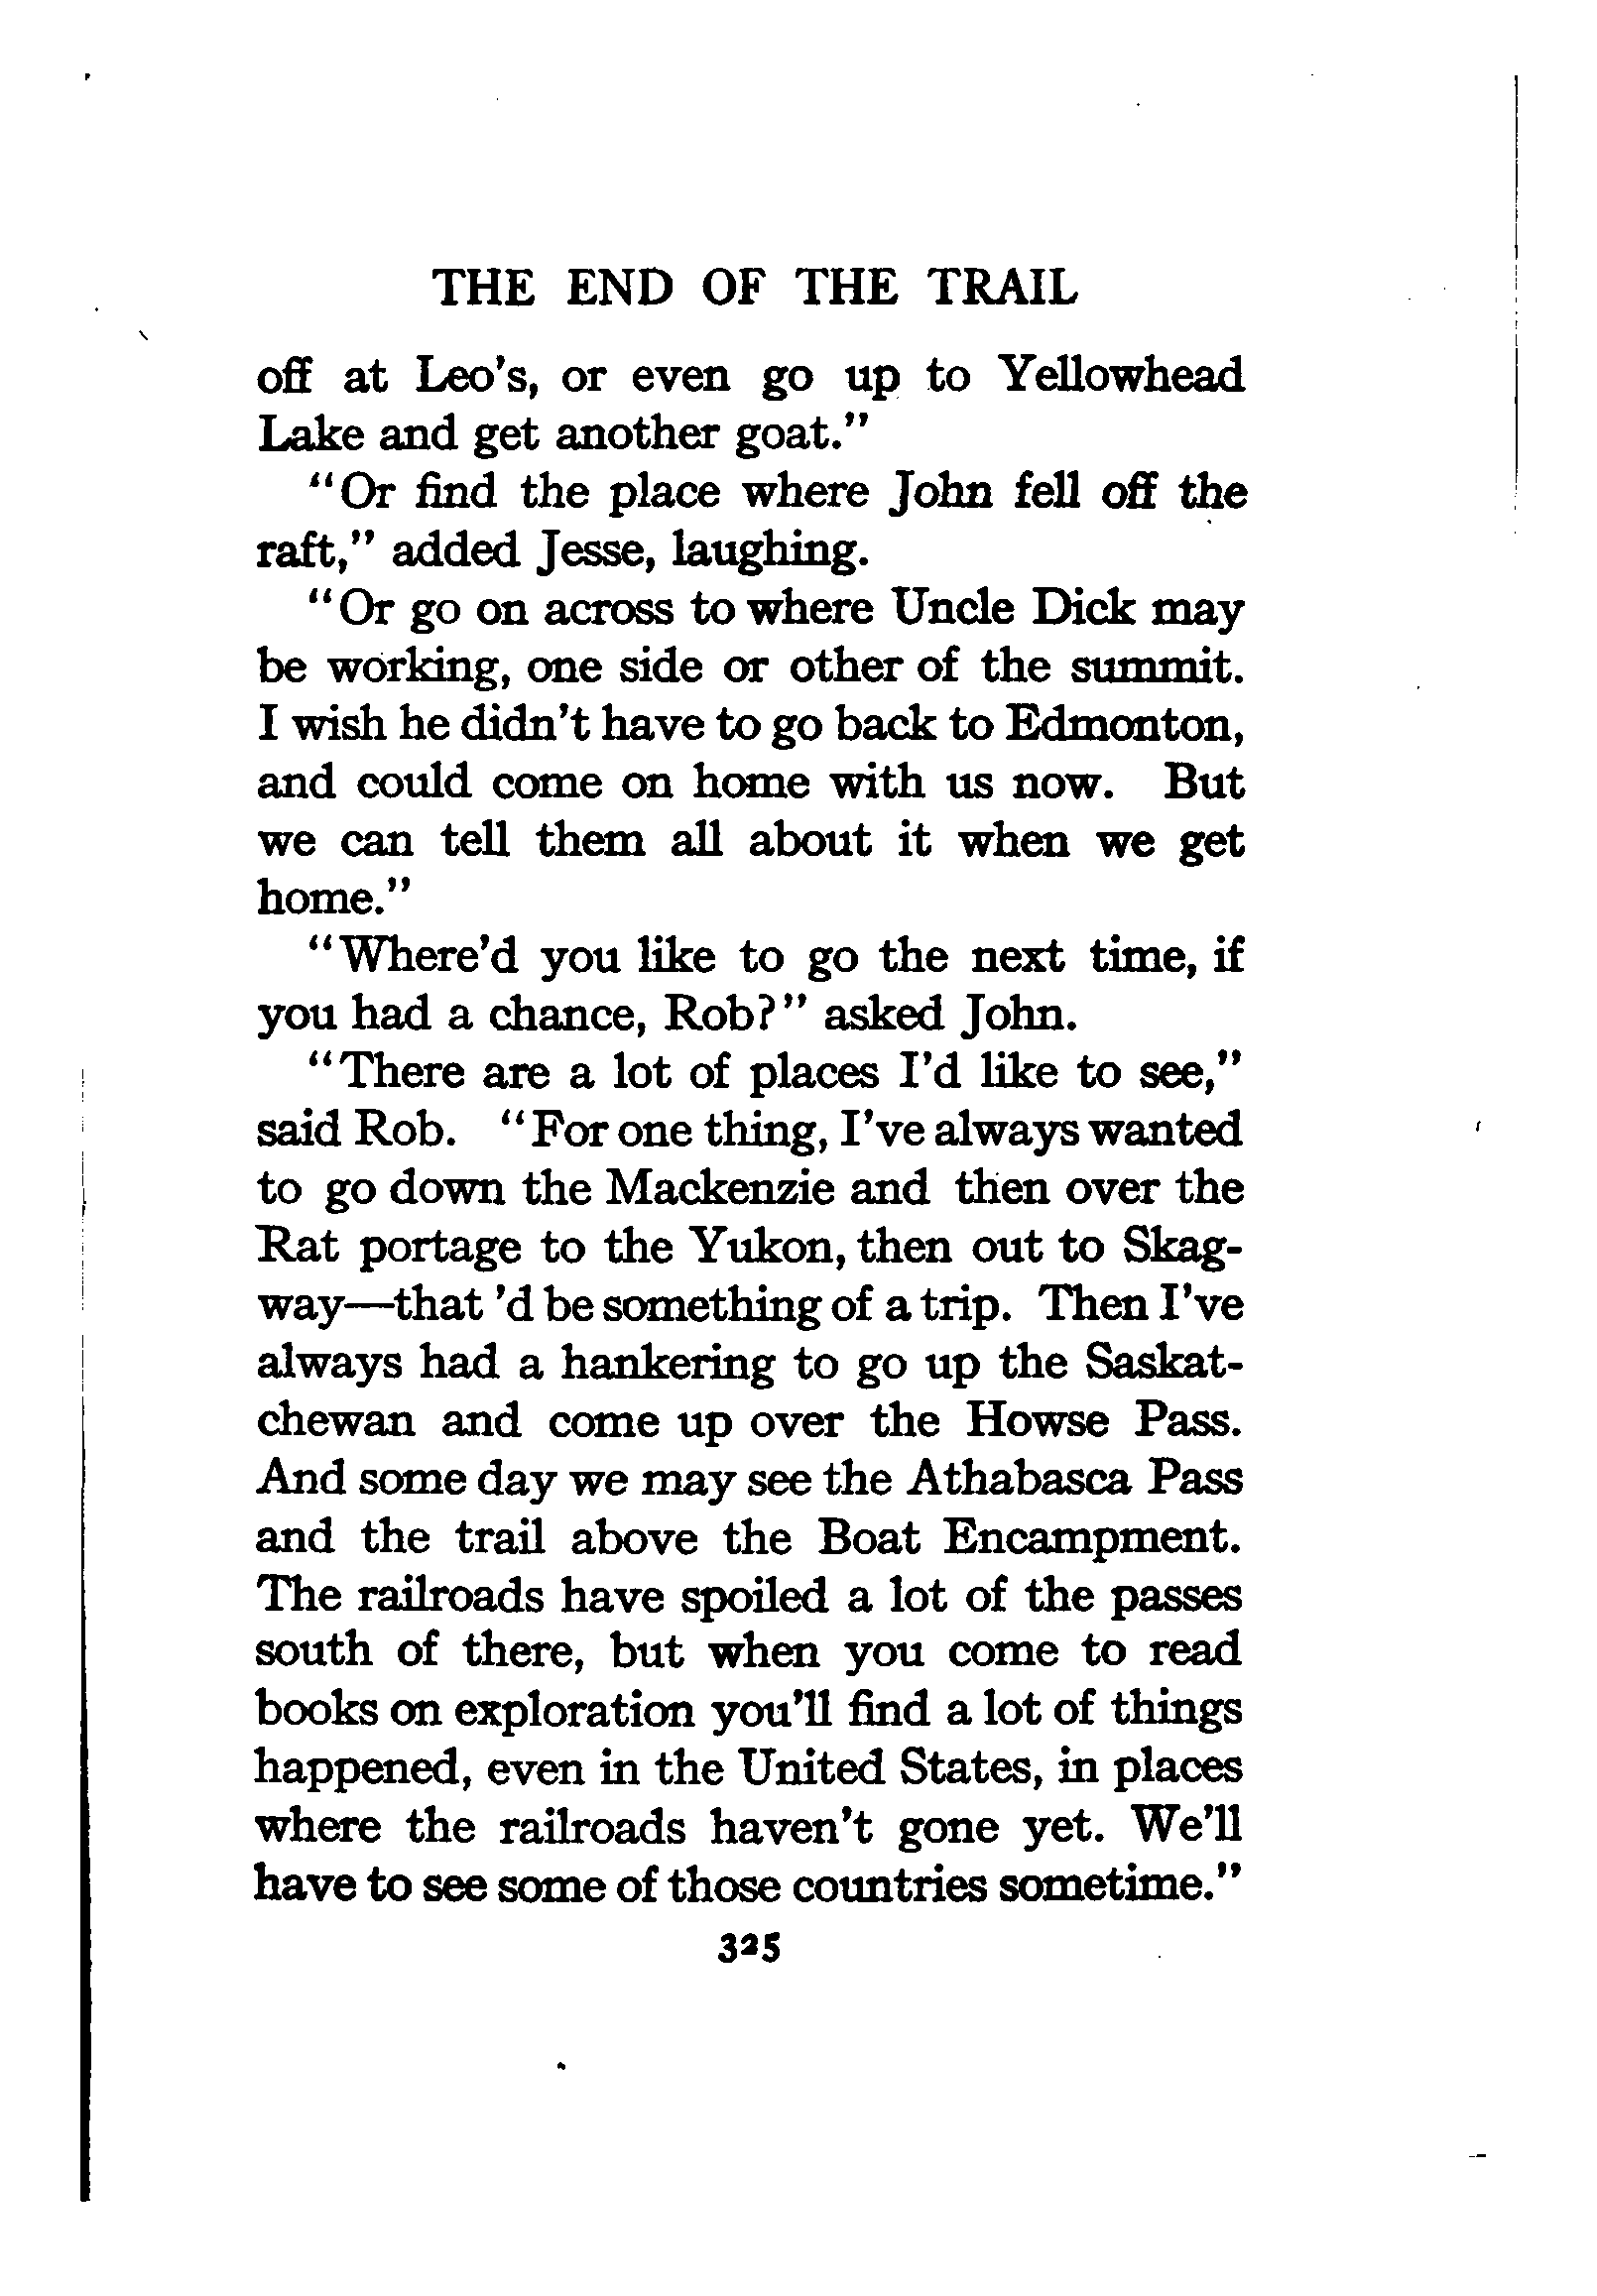 THE END OF THE TRAIL
off at Leo's, or even go up to Yellowhead
Lake and get another goat."
"Or find the place where John fell off the
raft," added Jesse, laughing.
"Or go on across to where Uncle Dick may
be working, one side or other of the summit.
I wish he didn't have to go back to Edmonton,
and could come on home with us now. But
we can tell them all about it when we get
home."
"Where'd you like to go the next time, if
you had a chance, Rob?" asked John.
"There are a lot of places I'd like to see,"
said Rob. "For one thing, I've always wanted
to go down the Mackenzie and then over the
Rat portage to the Yukon, then out to Skag-
way—that 'd be something of a trip. Then I've
always had a hankering to go up the Saskat-
chewan and come up over the Howse Pass.
And some day we may see the Athabasca Pass
and the trail above the Boat Encampment.
The railroads have spoiled a lot of the passes
south of there, but when you come to read
books on exploration you'll find a lot of things
happened, even in the United States, in places
where the railroads haven't gone yet. We'll
have to see some of those countries sometime."
325